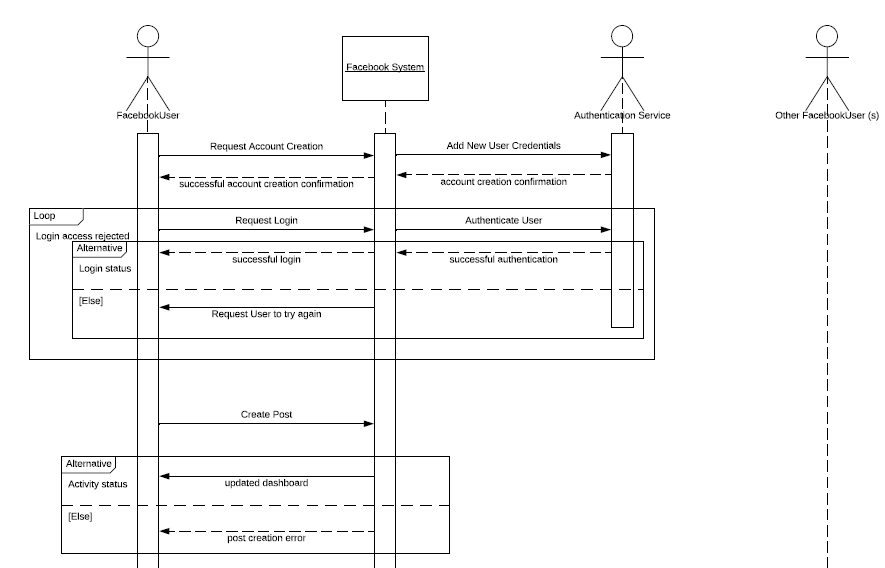 Facebook System
FacebookUser
Authentication Service
Other FacebookUser (s)
Request Account Creation
Add New User Credentials
successful account creation confirmation
account creation confirmation
Loop
Request Login
Authenticate User
Login access rejected
Alternative
successful login
successful authentication
Login status
[Else]
Request User to try again
Create Post
Alternative
Activity status
updated dashboard
[Else]
post creation error